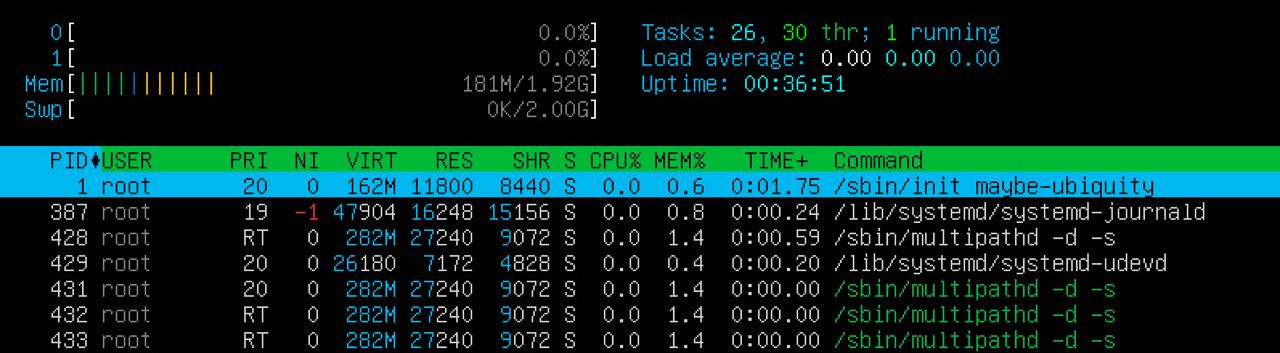 0[ 0.0%] Tasks: 26, 30 thr; 1 running
1[ 0.0%] Load average: 0.00 0.00 0.00
Mem[||||||||||||| 181M/1.92G] Uptime: 00:36:51
Swp[ 0K/2.00G]
PID♦USER PRI NI VIRT RES SHR S CPU% MEM% TIME+ Command
1 root 20 0 162M 11800 8440 S 0.0 0.6 0:01.75 /sbin/init maybe-ubiquity
387 root 19 -1 47904 16248 15156 S 0.0 0.8 0:00.24 /lib/systemd/systemd-journald
428 root RT 0 282M 27240 9072 S 0.0 1.4 0:00.59 /sbin/multipathd -d -s
429 root 20 0 26180 7172 4828 S 0.0 0.4 0:00.20 /lib/systemd/systemd-udevd
431 root 20 0 282M 27240 9072 S 0.0 1.4 0:00.00 /sbin/multipathd -d -s
432 root RT 0 282M 27240 9072 S 0.0 1.4 0:00.00 /sbin/multipathd -d -s
433 root RT 0 282M 27240 9072 S 0.0 1.4 0:00.00 /sbin/multipathd -d -s